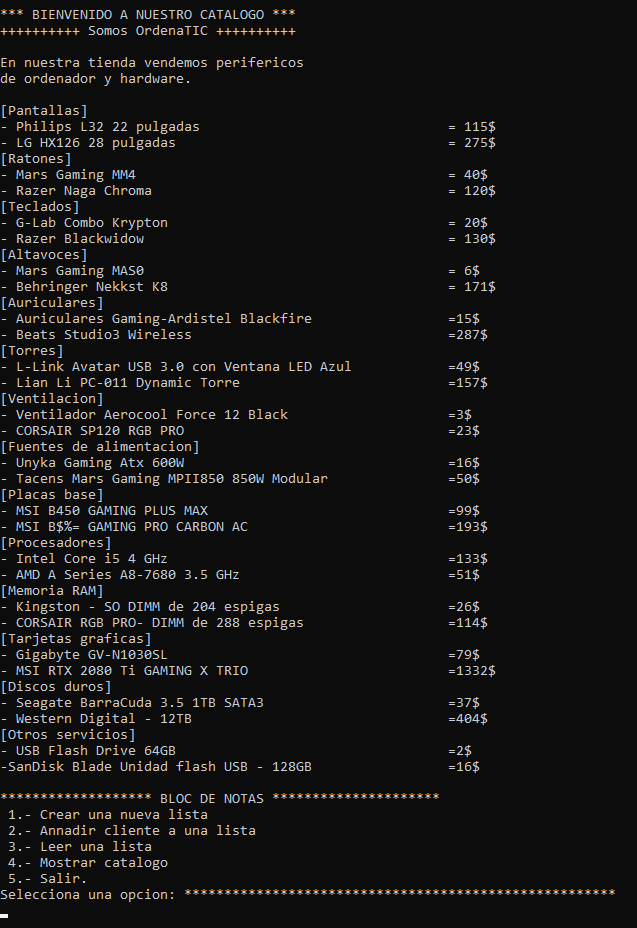 *** BIENVENIDO A NUESTRO CATALOGO ***
++++++++++ Somos OrdenaTIC ++++++++++
En nuestra tienda vendemos perifericos
de ordenador y hardware.
[Pantallas]
- Philips L32 22 pulgadas = 115$
- LG HX126 28 pulgadas = 275$
[Ratones]
- Mars Gaming MM4 = 40$
- Razer Naga Chroma = 120$
[Teclados]
- G-Lab Combo Krypton = 20$
- Razer Blackwidow = 130$
[Altavoces]
- Mars Gaming MAS0 = 6$
- Behringer Nekkst K8 = 171$
[Auriculares]
- Auriculares Gaming-Ardistel Blackfire =15$
- Beats Studio3 Wireless =287$
[Torres]
- L-Link Avatar USB 3.0 con Ventana LED Azul =49$
- Lian Li PC-011 Dynamic Torre =157$
[Ventilacion]
- Ventilador Aerocool Force 12 Black =3$
- CORSAIR SP120 RGB PRO =23$
[Fuentes de alimentacion]
- Unyka Gaming Atx 600W =16$
- Tacens Mars Gaming MPII850 850W Modular =50$
[Placas base]
- MSI B450 GAMING PLUS MAX =99$
- MSI B$%= GAMING PRO CARBON AC =193$
[Procesadores]
- Intel Core i5 4 GHz =133$
- AMD A Series A8-7680 3.5 GHz =51$
[Memoria RAM]
- Kingston - SO DIMM de 204 espigas =26$
- CORSAIR RGB PRO- DIMM de 288 espigas =114$
[Tarjetas graficas]
- Gigabyte GV-N1030SL =79$
- MSI RTX 2080 Ti GAMING X TRIO =1332$
[Discos duros]
- Seagate BarraCuda 3.5 1TB SATA3 =37$
- Western Digital - 12TB =404$
[Otros servicios]
- USB Flash Drive 64GB =2$
-SanDisk Blade Unidad flash USB - 128GB =16$
******************* BLOC DE NOTAS *********************
1.- Crear una nueva lista
2.- Annadir cliente a una lista
3.- Leer una lista
4.- Mostrar catalogo
5.- Salir.
Selecciona una opcion: ******************************************************